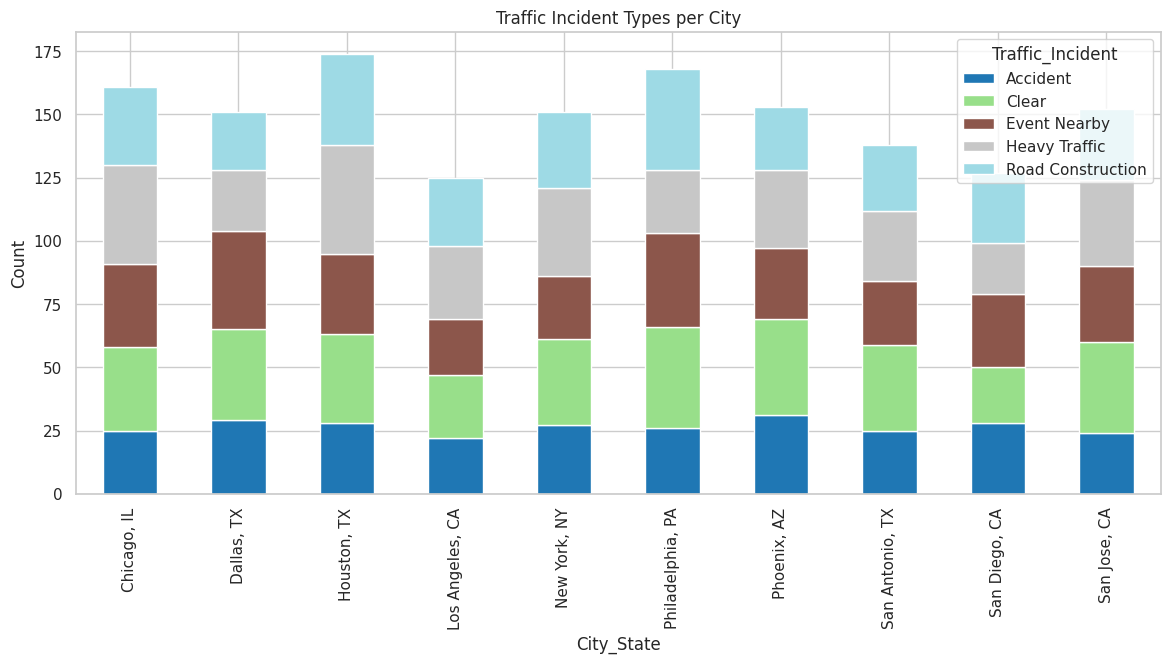 Traffic Incident Types per City
Traffic_Incident
Accident
Clear
Event Nearby
Heavy Traffic
Road Construction
Count
175
150
125
100
75
50
25
0
Chicago, IL
Dallas, TX
Houston, TX
Los Angeles, CA
New York, NY
Philadelphia, PA
Phoenix, AZ
San Antonio, TX
San Diego, CA
San Jose, CA
City_State